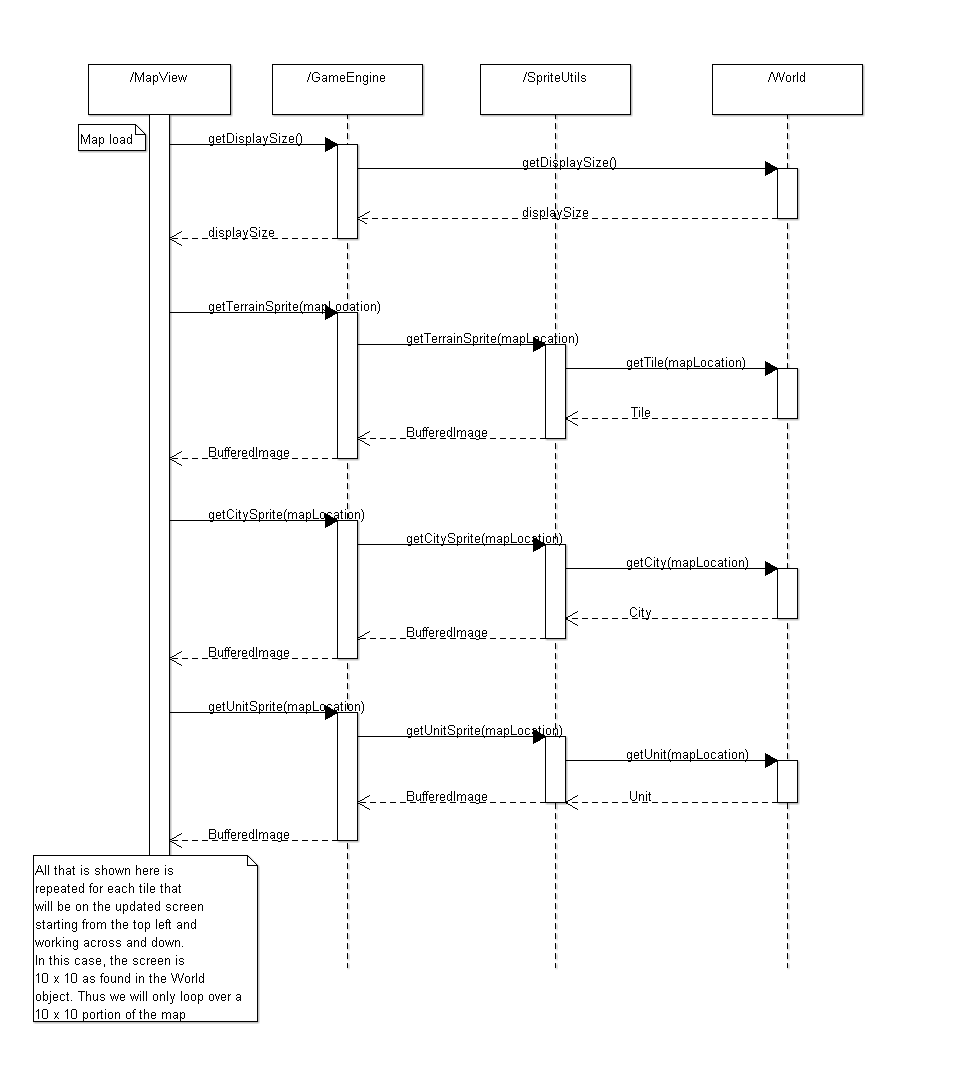 /MapView
/GameEngine
/SpriteUtils
/World
Map load
getDisplaySize()
getDisplaySize()
displaySize
displaySize
getTerrainSprite(mapLocation)
getTerrainSprite(mapLocation)
getTile(mapLocation)
Tile
BufferedImage
BufferedImage
getCitySprite(mapLocation)
getCitySprite(mapLocation)
getCity(mapLocation)
City
BufferedImage
BufferedImage
getUnitSprite(mapLocation)
getUnitSprite(mapLocation)
getUnit(mapLocation)
Unit
BufferedImage
BufferedImage
All that is shown here is
repeated for each tile that
will be on the updated screen
starting from the top left and
working across and down.
In this case, the screen is
10 x 10 as found in the World
object. Thus we will only loop over a
10 x 10 portion of the map